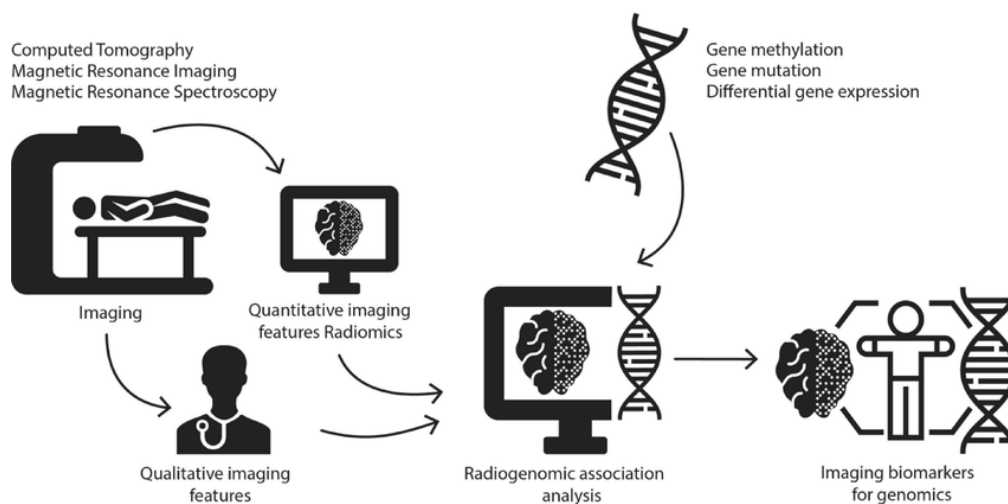 Computed Tomography
Magnetic Resonance Imaging
Magnetic Resonance Spectroscopy
Gene methylation
Gene mutation
Differential gene expression
Imaging
Quantitative imaging
features Radiomics
Qualitative imaging
features
Radiogenomic association
analysis
Imaging biomarkers
for genomics